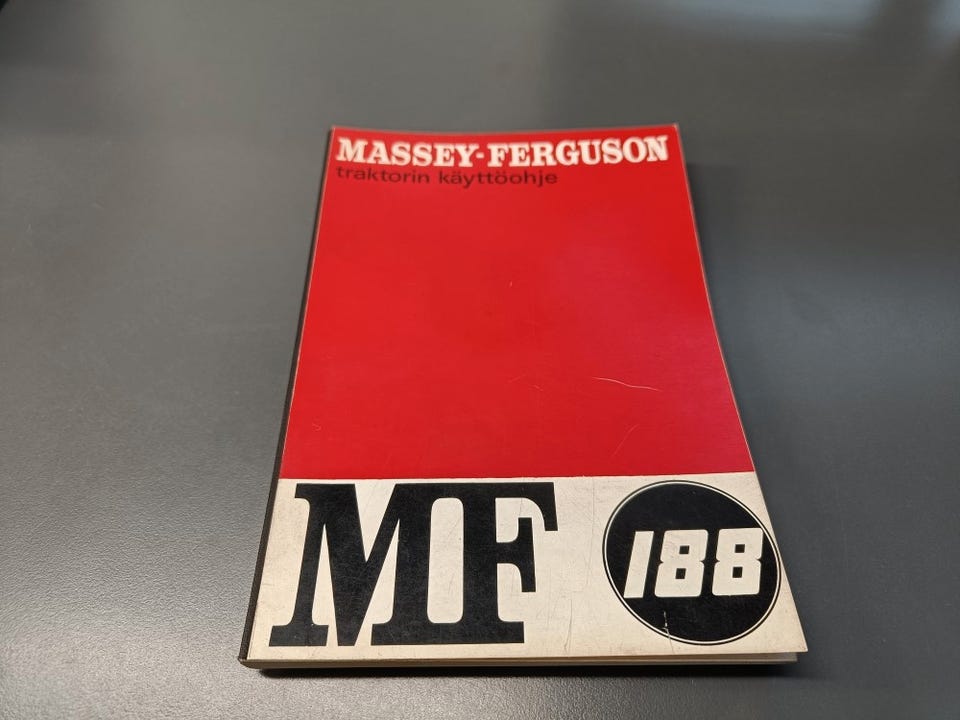 MASSEY-FERGUSON
traktorin käyttöohje
MF 188